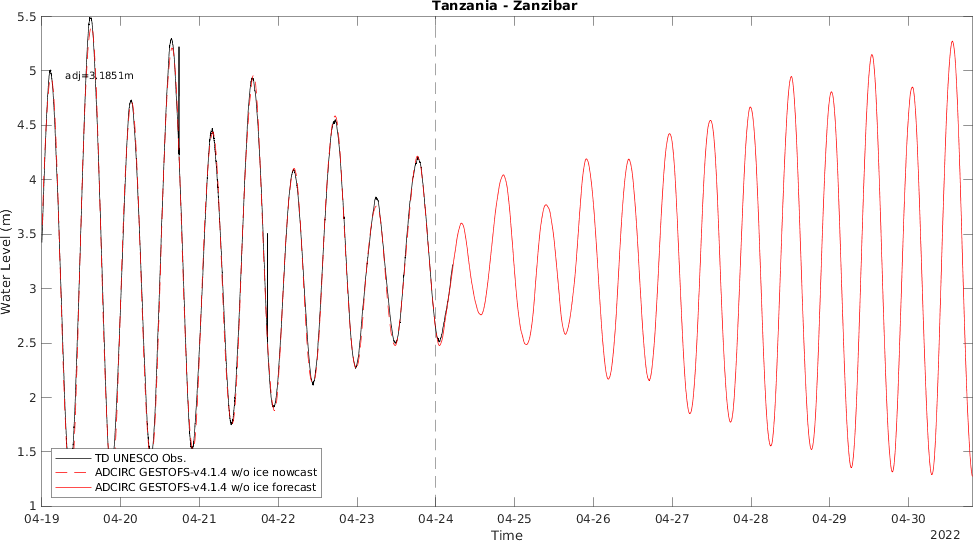 Tanzania - Zanzibar
5.5
5
4.5
4
3.5
3
2.5
2
1.5
1
Water Level (m)
adj=3.1851m
TD UNESCO Obs.
ADCIRC GESTOFS-v4.1.4 w/o ice nowcast
ADCIRC GESTOFS-v4.1.4 w/o ice forecast
04-19 04-20 04-21 04-22 04-23 04-24 04-25 04-26 04-27 04-28 04-29 04-30
Time
2022